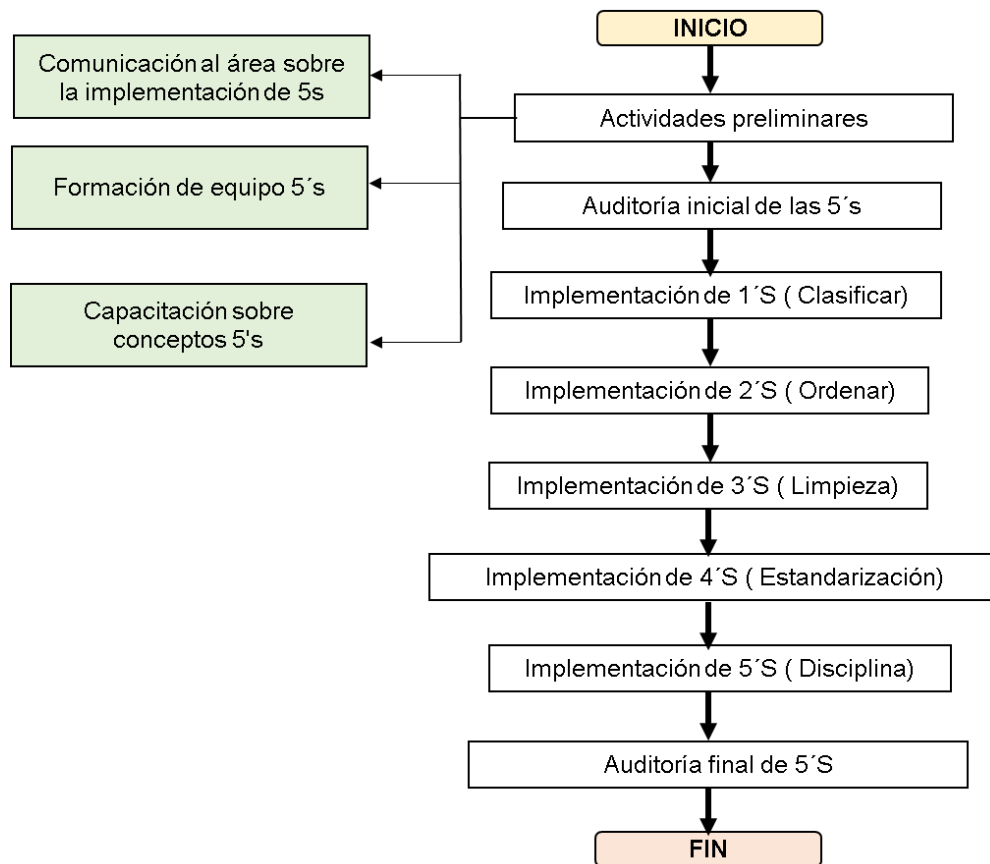 INICIO
Comunicación al área sobre
la implementación de 5s
Actividades preliminares
Formación de equipo 5´s
Auditoría inicial de las 5´s
Implementación de 1´S ( Clasificar)
Capacitación sobre
conceptos 5's
Implementación de 2´S ( Ordenar)
Implementación de 3´S ( Limpieza)
Implementación de 4´S ( Estandarización)
Implementación de 5´S ( Disciplina)
Auditoría final de 5´S
FIN